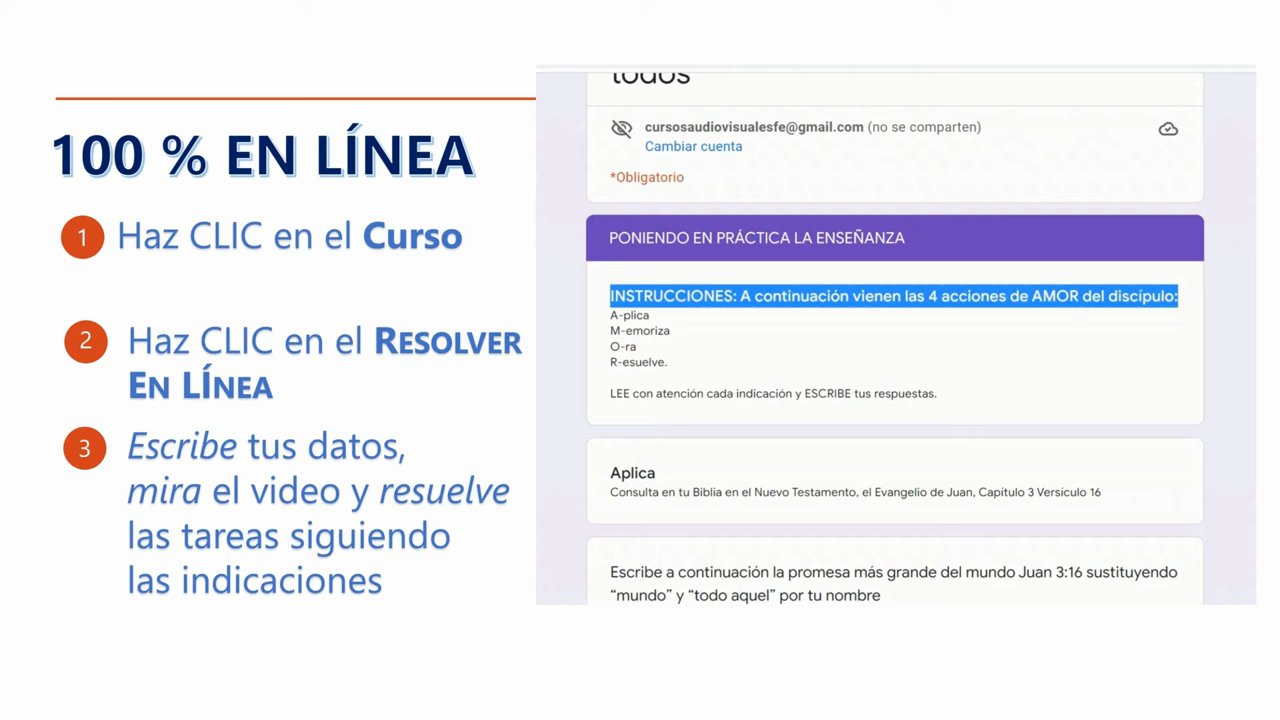 100 % EN LÍNEA
1 Haz CLIC en el Curso
2 Haz CLIC en el RESOLVER
EN LÍNEA
3 Escribe tus datos,
mira el video y resuelve
las tareas siguiendo
las indicaciones
todos
cursosaudiovisualesfe@gmail.com (no se comparten)
Cambiar cuenta
*Obligatorio
PONIENDO EN PRÁCTICA LA ENSEÑANZA
INSTRUCCIONES: A continuación vienen las 4 acciones de AMOR del discípulo:
A-plica
M-emoriza
O-ra
R-esuelve.
LEE con atención cada indicación y ESCRIBE tus respuestas.
Aplica
Consulta en tu Biblia en el Nuevo Testamento, el Evangelio de Juan, Capítulo 3 Versículo 16
Escribe a continuación la promesa más grande del mundo Juan 3:16 sustituyendo
“mundo” y “todo aquel” por tu nombre